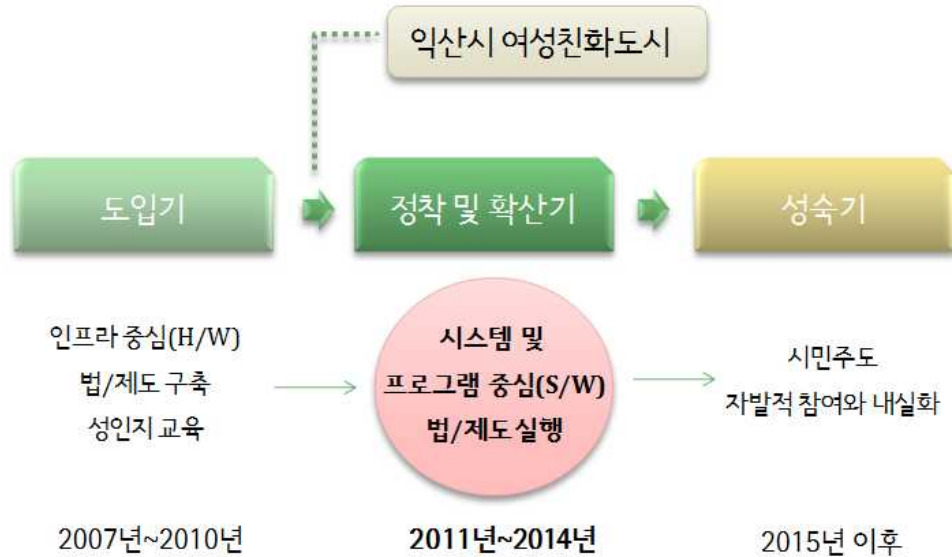 익산시 여성친화도시
도입기
정착 및 확산기
성숙기
인프라 중심(H/W)
법/제도 구축
성인지 교육
시스템 및
프로그램 중심(S/W)
법/제도 실행
시민주도
자발적 참여와 내실화
2007년~2010년
2011년~2014년
2015년 이후